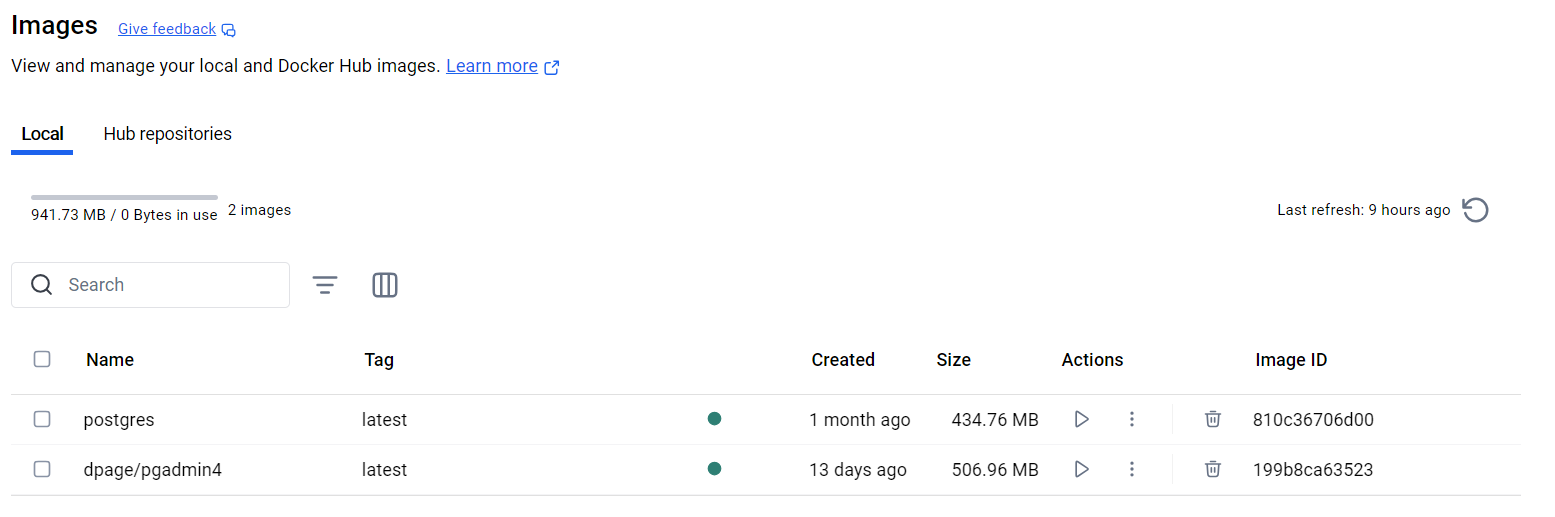 Images Give feedback
View and manage your local and Docker Hub images. Learn more
Local Hub repositories
941.73 MB / 0 Bytes in use 2 images Last refresh: 9 hours ago
Search
Name Tag Created Size Actions Image ID
postgres latest 1 month ago 434.76 MB 810c36706d00
dpage/pgadmin4 latest 13 days ago 506.96 MB 199b8ca63523